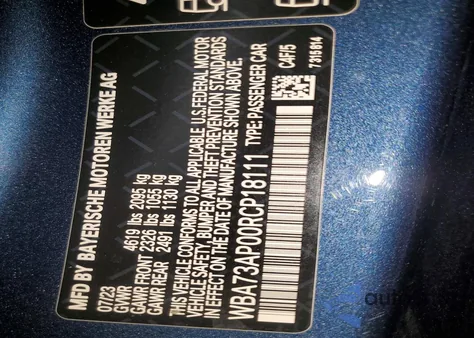 MFD BY BAYERISCHE MOTOREN WERKE AG
07/23
GVWR 4619 lbs 2095 kg
GAWR FRONT 2326 lbs 1055 kg
GAWR REAR 2491 lbs 1130 kg
THIS VEHICLE CONFORMS TO ALL APPLICABLE U.S. FEDERAL MOTOR
VEHICLE SAFETY, BUMPER AND THEFT PREVENTION STANDARDS
IN EFFECT ON THE DATE OF MANUFACTURE SHOWN ABOVE.
WBA73AP00RCP18111 TYPE: PASSENGER CAR
C4F/5
7315814